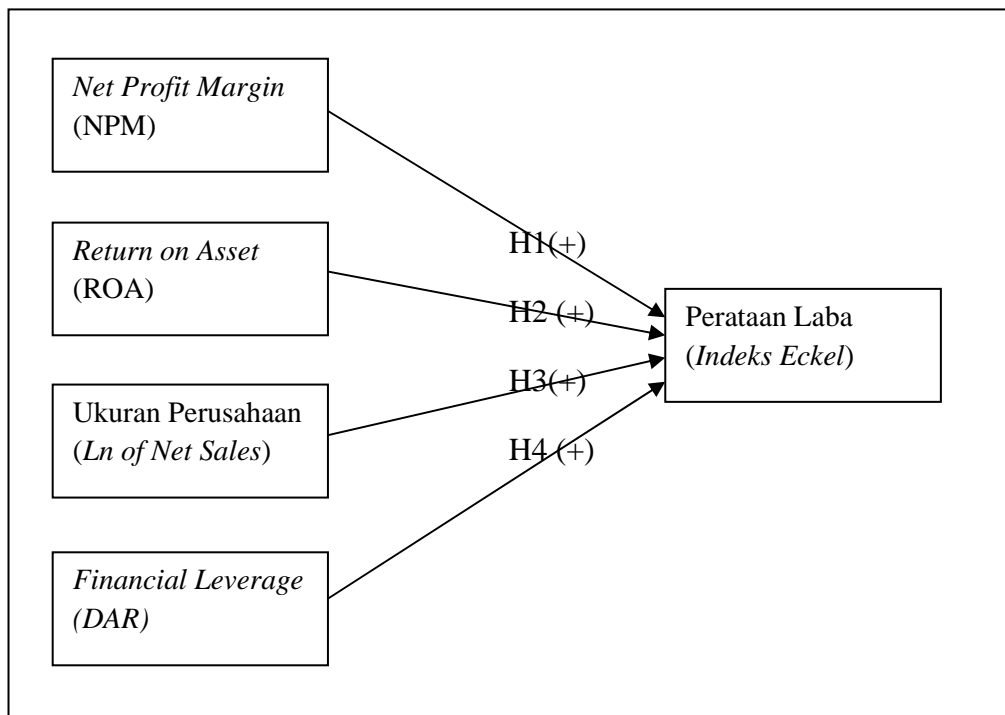 Net Profit Margin
(NPM)
Return on Asset
(ROA)
Ukuran Perusahaan
(Ln of Net Sales)
Financial Leverage
(DAR)
H1(+)
H2 (+)
H3(+)
H4 (+)
Perataan Laba
(Indeks Eckel)